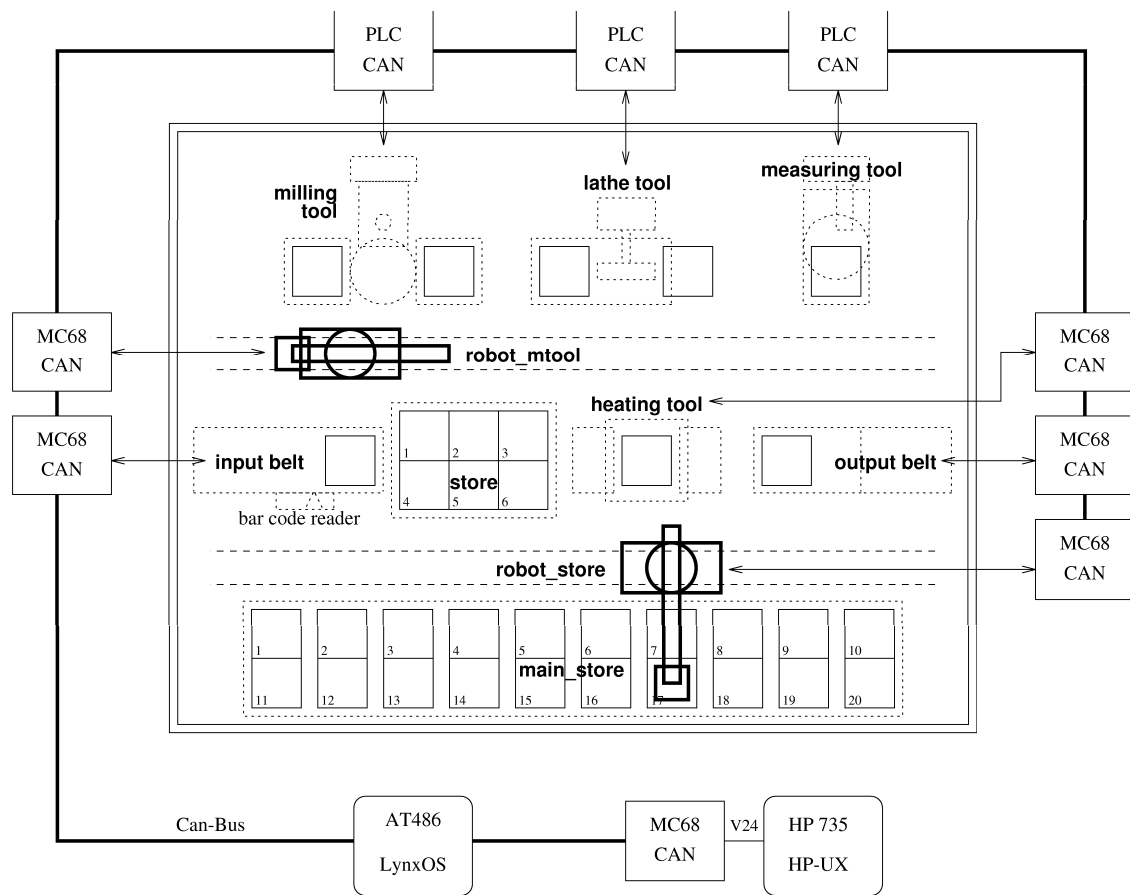 PLC
CAN
PLC
CAN
PLC
CAN
milling
tool
lathe tool
measuring tool
MC68
CAN
robot_mtool
MC68
CAN
heating tool
MC68
CAN
input belt
1
2
3
store
4
5
6
output belt
MC68
CAN
bar code reader
robot_store
MC68
CAN
1
2
3
4
5
6
7
8
9
10
main_store
11
12
13
14
15
16
17
18
19
20
Can-Bus
AT486
LynxOS
MC68
CAN
V24
HP 735
HP-UX